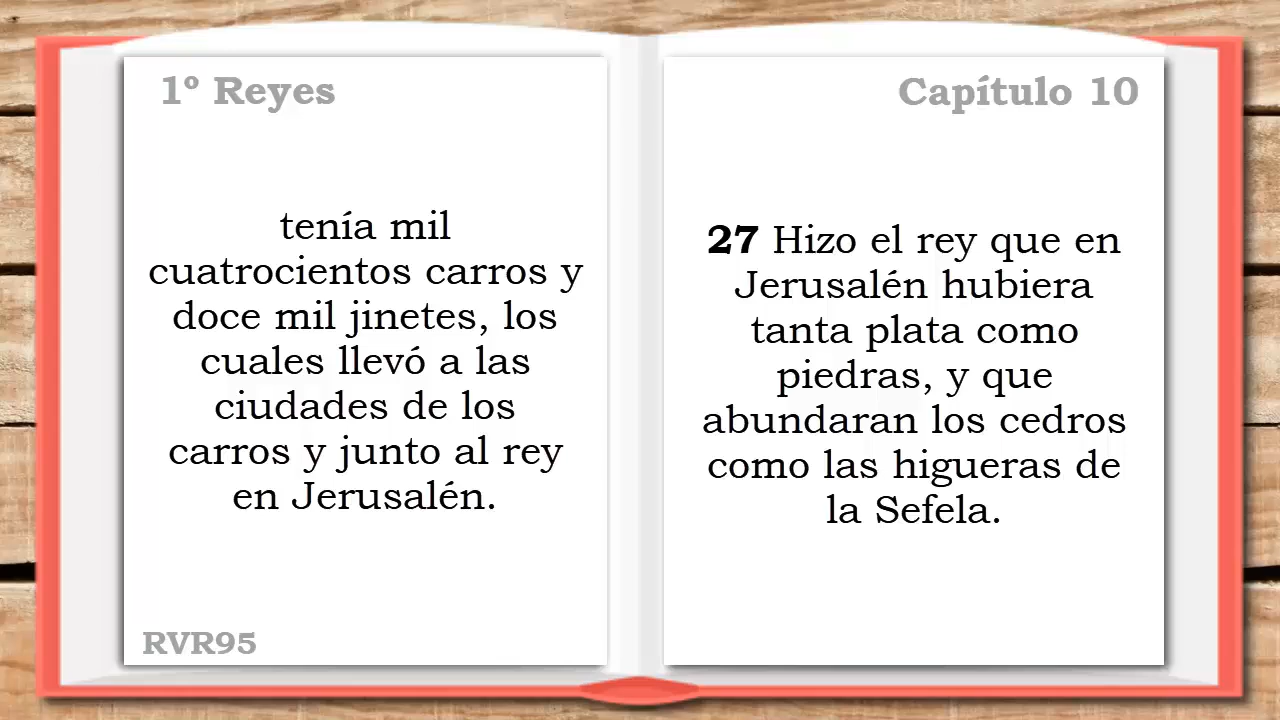 1º Reyes
tenía mil
cuatrocientos carros y
doce mil jinetes, los
cuales llevó a las
ciudades de los
carros y junto al rey
en Jerusalén.
RVR95
Capítulo 10
27 Hizo el rey que en
Jerusalén hubiera
tanta plata como
piedras, y que
abundaran los cedros
como las higueras de
la Sefela.